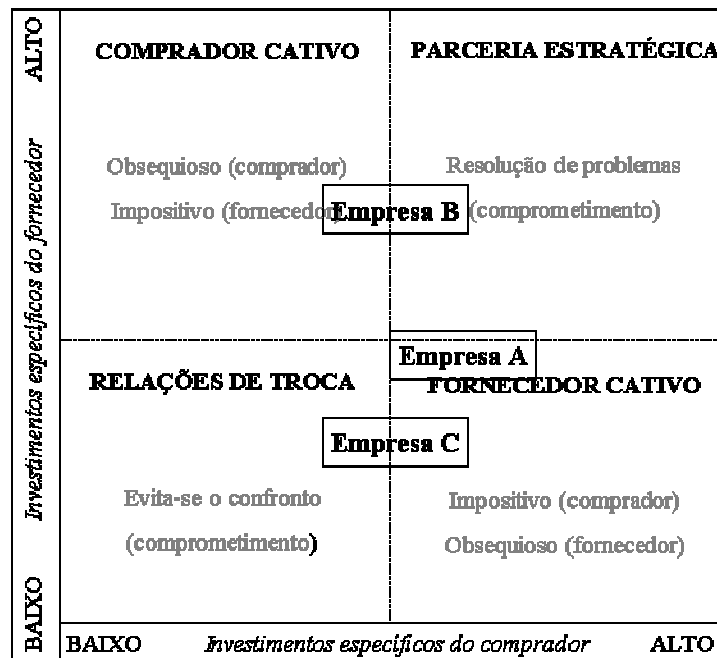 ALTO
Investimentos específicos do fornecedor
BAIXO
COMPRADOR CATIVO
PARCERIA ESTRATÉGICA
Obsequioso (comprador)
Impositivo (fornecedor)
Resolução de problemas
(comprometimento)
Empresa B
Empresa A
RELAÇÕES DE TROCA
FORNECEDOR CATIVO
Empresa C
Evita-se o confronto
(comprometimento)
Impositivo (comprador)
Obsequioso (fornecedor)
BAIXO
Investimentos específicos do comprador
ALTO